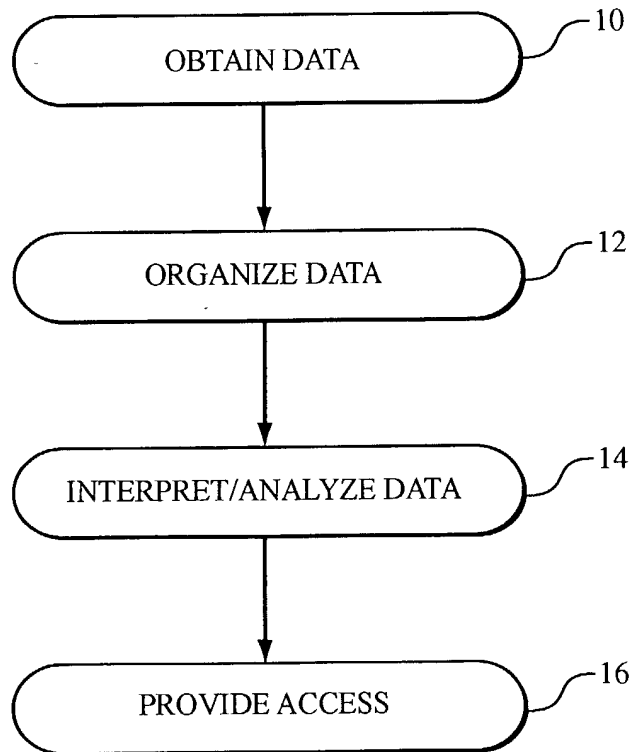 OBTAIN DATA
10
ORGANIZE DATA
12
INTERPRET/ANALYZE DATA
14
PROVIDE ACCESS
16